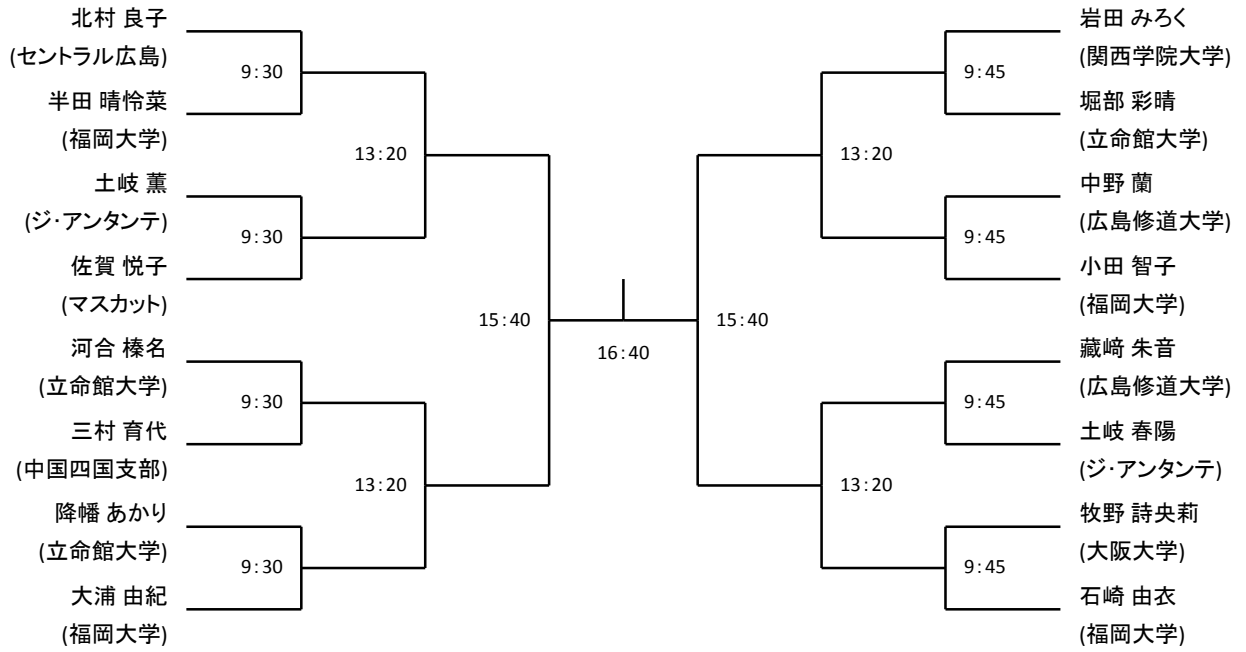 北村 良子
(セントラル広島)
9:30
半田 晴怜菜
(福岡大学)
13:20
土岐 薫
(ジ・アンタンテ)
9:30
佐賀 悦子
(マスカット)
15:40
河合 榛名
(立命館大学)
9:30
三村 育代
(中国四国支部)
13:20
降幡 あかり
(立命館大学)
9:30
大浦 由紀
(福岡大学)
16:40
岩田 みろく
(関西学院大学)
9:45
堀部 彩晴
(立命館大学)
13:20
中野 蘭
(広島修道大学)
9:45
小田 智子
(福岡大学)
15:40
藏﨑 朱音
(広島修道大学)
9:45
土岐 春陽
(ジ・アンタンテ)
13:20
牧野 詩央莉
(大阪大学)
9:45
石崎 由衣
(福岡大学)